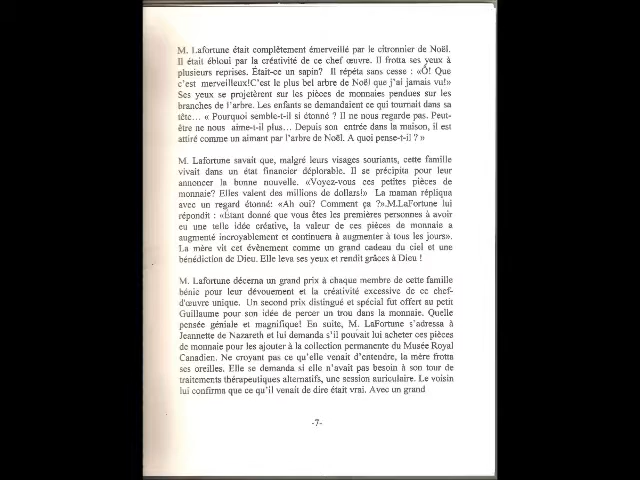 M. Lafortune était complètement émerveillé par le citronnier de Noël.
Il était ébloui par la créativité de ce chef œuvre. Il frotta ses yeux à
plusieurs reprises. Était-ce un sapin? Il répéta sans cesse : «Ô! Que
c'est merveilleux!C'est le plus bel arbre de Noël que j'ai jamais vu!»
Ses yeux se projetèrent sur les pièces de monnaies pendues sur les
branches de l'arbre. Les enfants se demandaient ce qui tournait dans sa
tête… « Pourquoi semble-t-il si étonné ? Il ne nous regarde pas. Peut-
être ne nous aime-t-il plus… Depuis son entrée dans la maison, il est
attiré comme un aimant par l'arbre de Noël. A quoi pense-t-il ? »
M. Lafortune savait que, malgré leurs visages souriants, cette famille
vivait dans un état financier déplorable. Il se précipita pour leur
annoncer la bonne nouvelle. «Voyez-vous ces petites pièces de
monnaie? Elles valent des millions de dollars!» La maman répliqua
avec un regard étonné: «Ah oui? Comment ça ?».M.LaFortune lui
répondit : «Étant donné que vous êtes les premières personnes à avoir
eu une telle idée créative, la valeur de ces pièces de monnaie a
augmenté incroyablement et continuera à augmenter à tous les jours».
La mère vit cet évènement comme un grand cadeau du ciel et une
bénédiction de Dieu. Elle leva ses yeux et rendit grâces à Dieu !
M. Lafortune décerna un grand prix à chaque membre de cette famille
bénie pour leur dévouement et la créativité excessive de ce chef-
d'œuvre unique. Un second prix distingué et spécial fut offert au petit
Guillaume pour son idée de percer un trou dans la monnaie. Quelle
pensée géniale et magnifique! En suite, M. LaFortune s'adressa à
Jeannette de Nazareth et lui demanda s'il pouvait lui acheter ces pièces
de monnaie pour les ajouter à la collection permanente du Musée Royal
Canadien. Ne croyant pas ce qu'elle venait d'entendre, la mère frotta
ses oreilles. Elle se demanda si elle n'avait pas besoin à son tour de
traitements thérapeutiques alternatifs, une session auriculaire. Le voisin
lui confirma que ce qu'il venait de dire était vrai. Avec un grand
-7-